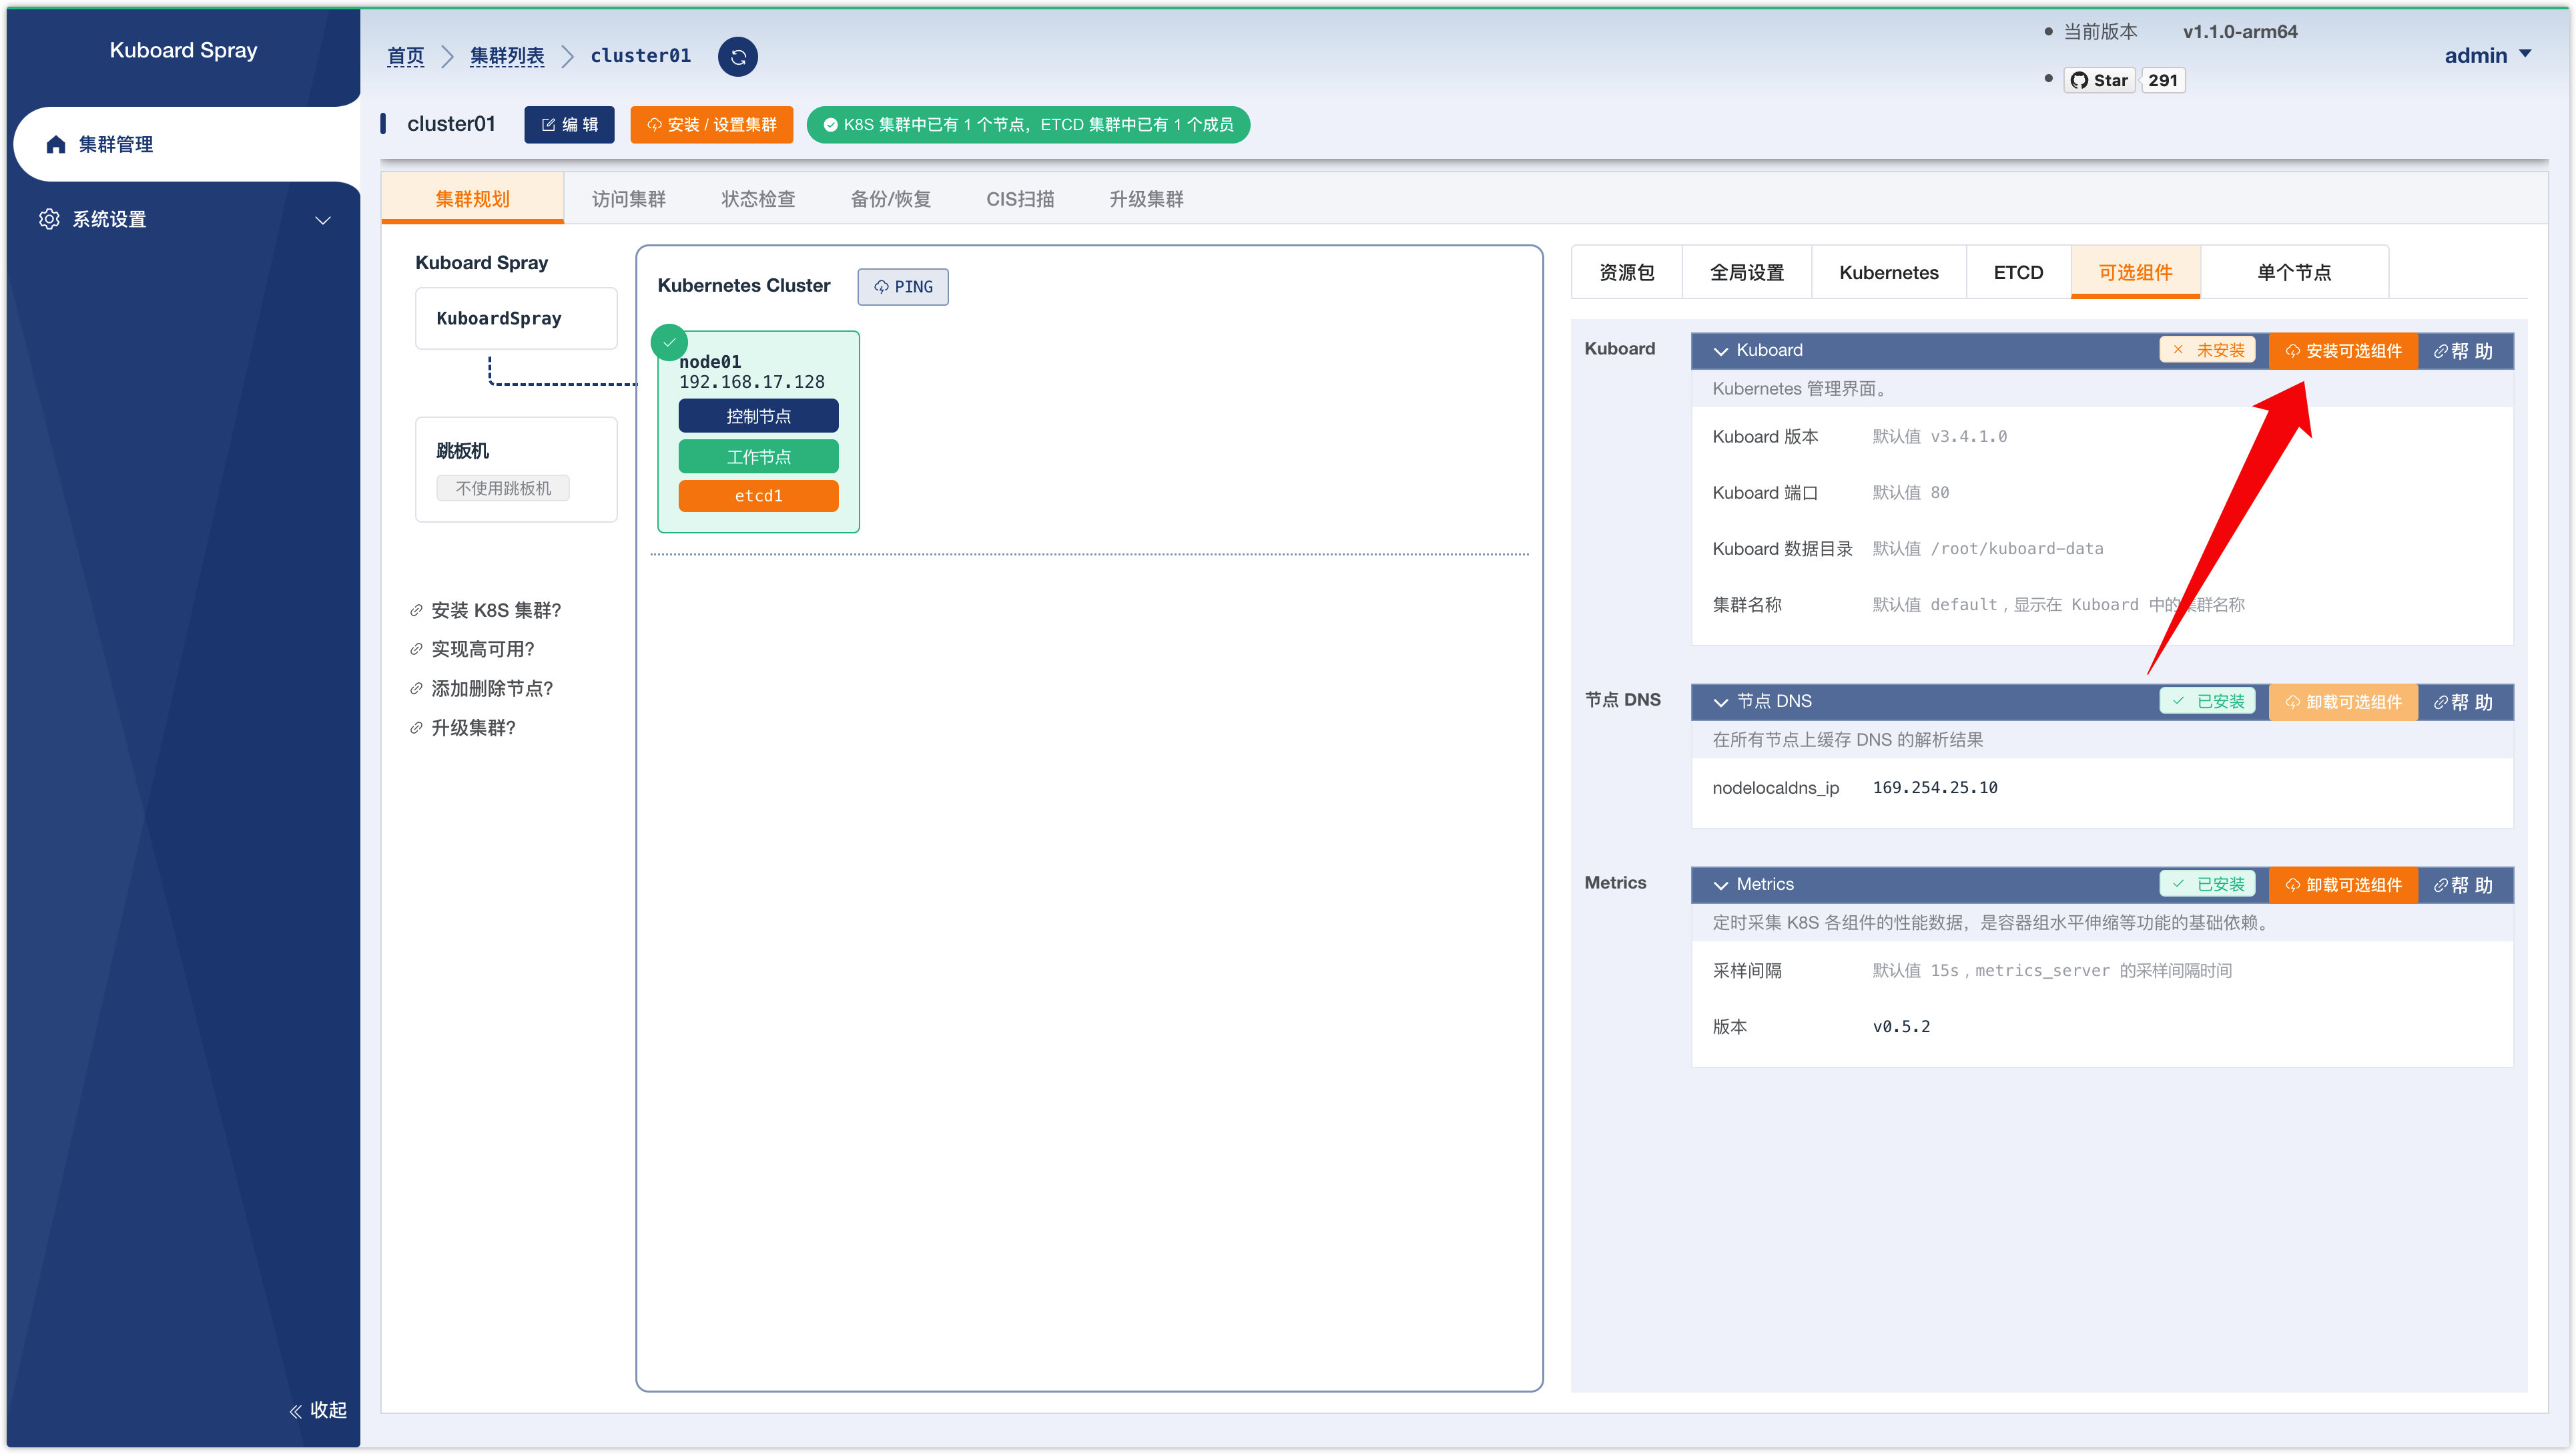 Kuboard Spray
集群管理
系统设置
收起
首页
集群列表
cluster01
当前版本 v1.1.0-arm64
Star 291
admin
cluster01
编 辑
安装 / 设置集群
K8S 集群中已有 1 个节点，ETCD 集群中已有 1 个成员
集群规划
访问集群
状态检查
备份/恢复
CIS扫描
升级集群
Kuboard Spray
KuboardSpray
跳板机
不使用跳板机
安装 K8S 集群?
实现高可用?
添加删除节点?
升级集群?
Kubernetes Cluster
PING
node01
192.168.17.128
控制节点
工作节点
etcd1
资源包
全局设置
Kubernetes
ETCD
可选组件
单个节点
Kuboard
Kuboard
未安装
安装可选组件
帮 助
Kubernetes 管理界面。
Kuboard 版本 默认值 v3.4.1.0
Kuboard 端口 默认值 80
Kuboard 数据目录 默认值 /root/kuboard-data
集群名称 默认值 default，显示在 Kuboard 中的集群名称
节点 DNS
节点 DNS
已安装
卸载可选组件
帮 助
在所有节点上缓存 DNS 的解析结果
nodelocaldns_ip 169.254.25.10
Metrics
Metrics
已安装
卸载可选组件
帮 助
定时采集 K8S 各组件的性能数据，是容器组水平伸缩等功能的基础依赖。
采样间隔 默认值 15s，metrics_server 的采样间隔时间
版本 v0.5.2